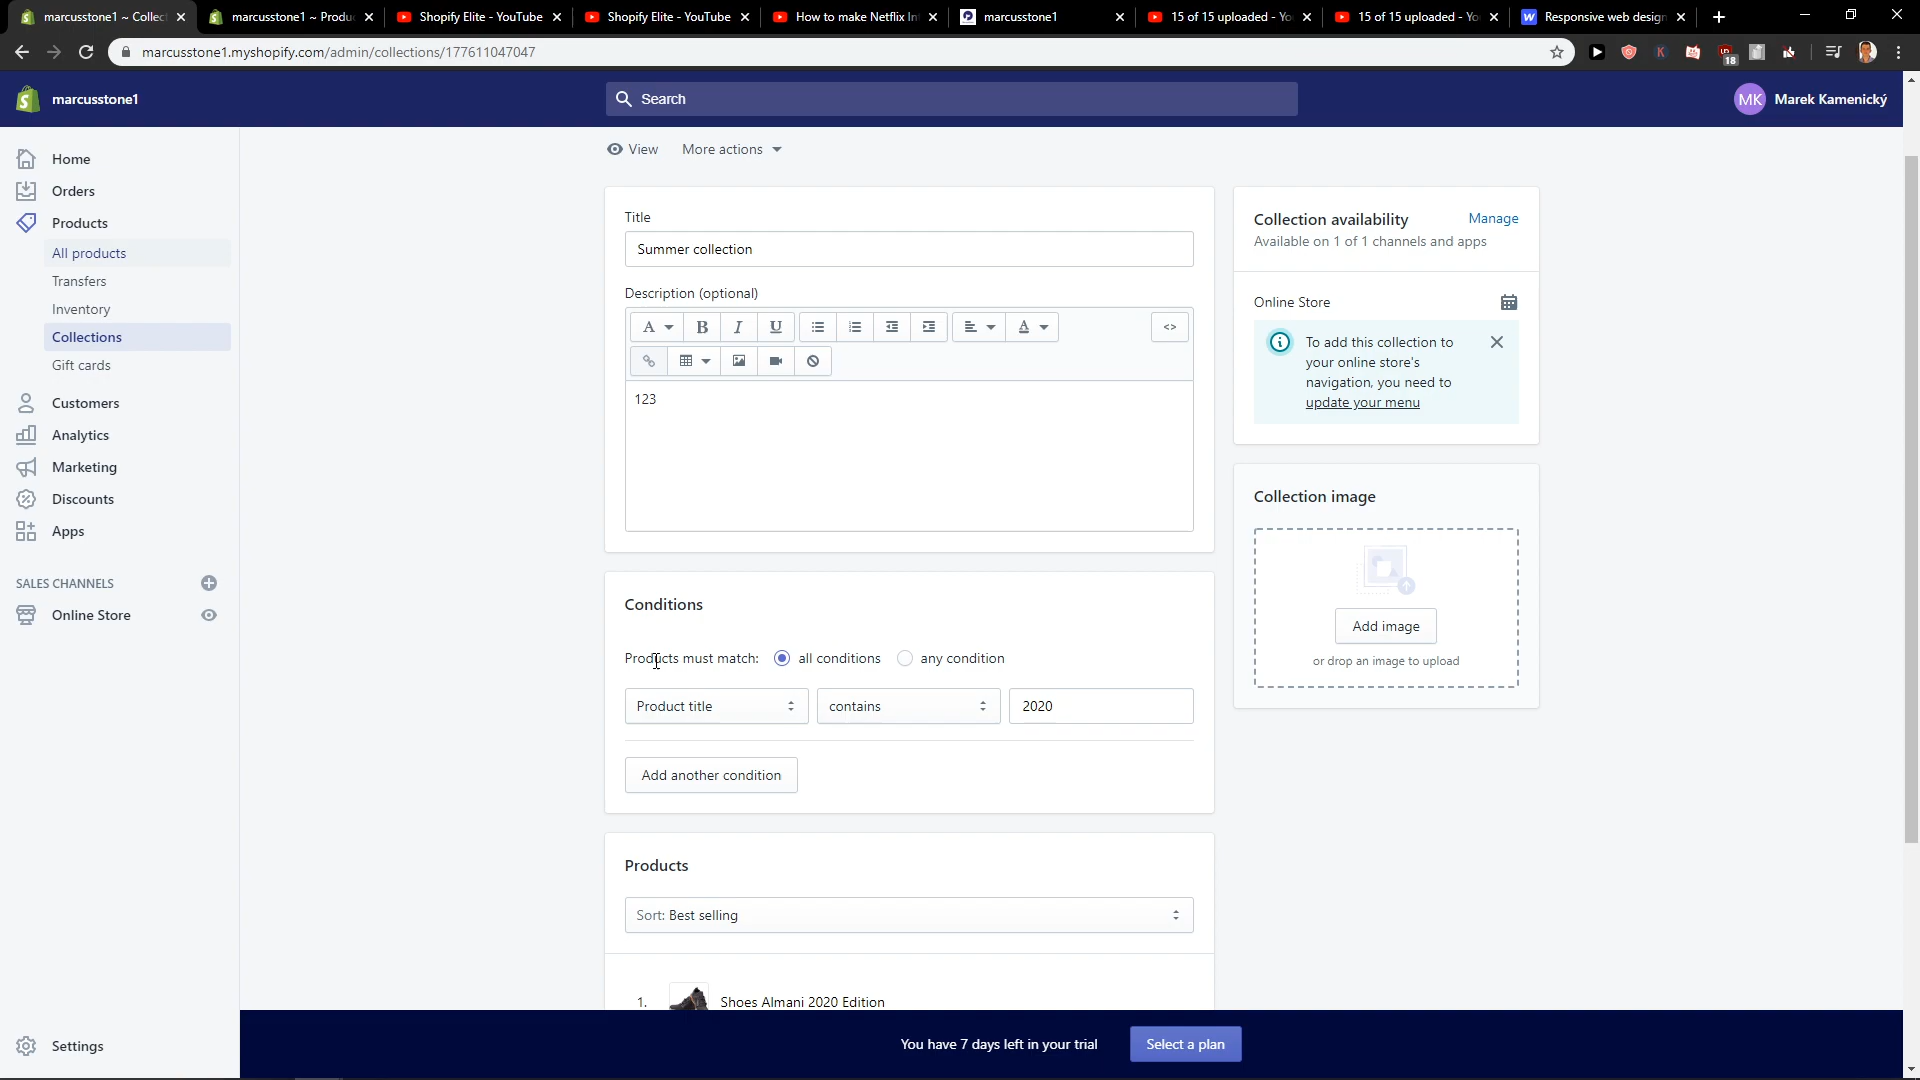 marcusstone1 ~ Collec
marcusstone1 ~ Produc
Shopify Elite - YouTube
Shopify Elite - YouTube
How to make Netflix In
marcusstone1
15 of 15 uploaded - Yo
15 of 15 uploaded - Yo
Responsive web design
marcusstone1.myshopify.com/admin/collections/177611047047
18
marcusstone1
Search
MK
Marek Kamenický
Home
Orders
Products
All products
Transfers
Inventory
Collections
Gift cards
Customers
Analytics
Marketing
Discounts
Apps
SALES CHANNELS
Online Store
Settings
View
More actions
Title
Summer collection
Description (optional)
A
B
I
U
A
<>
123
Conditions
Products must match:
all conditions
any condition
Product title
contains
2020
Add another condition
Products
Sort: Best selling
1.
Shoes Almani 2020 Edition
Collection availability
Manage
Available on 1 of 1 channels and apps
Online Store
To add this collection to
your online store's
navigation, you need to
update your menu
Collection image
Add image
or drop an image to upload
You have 7 days left in your trial
Select a plan